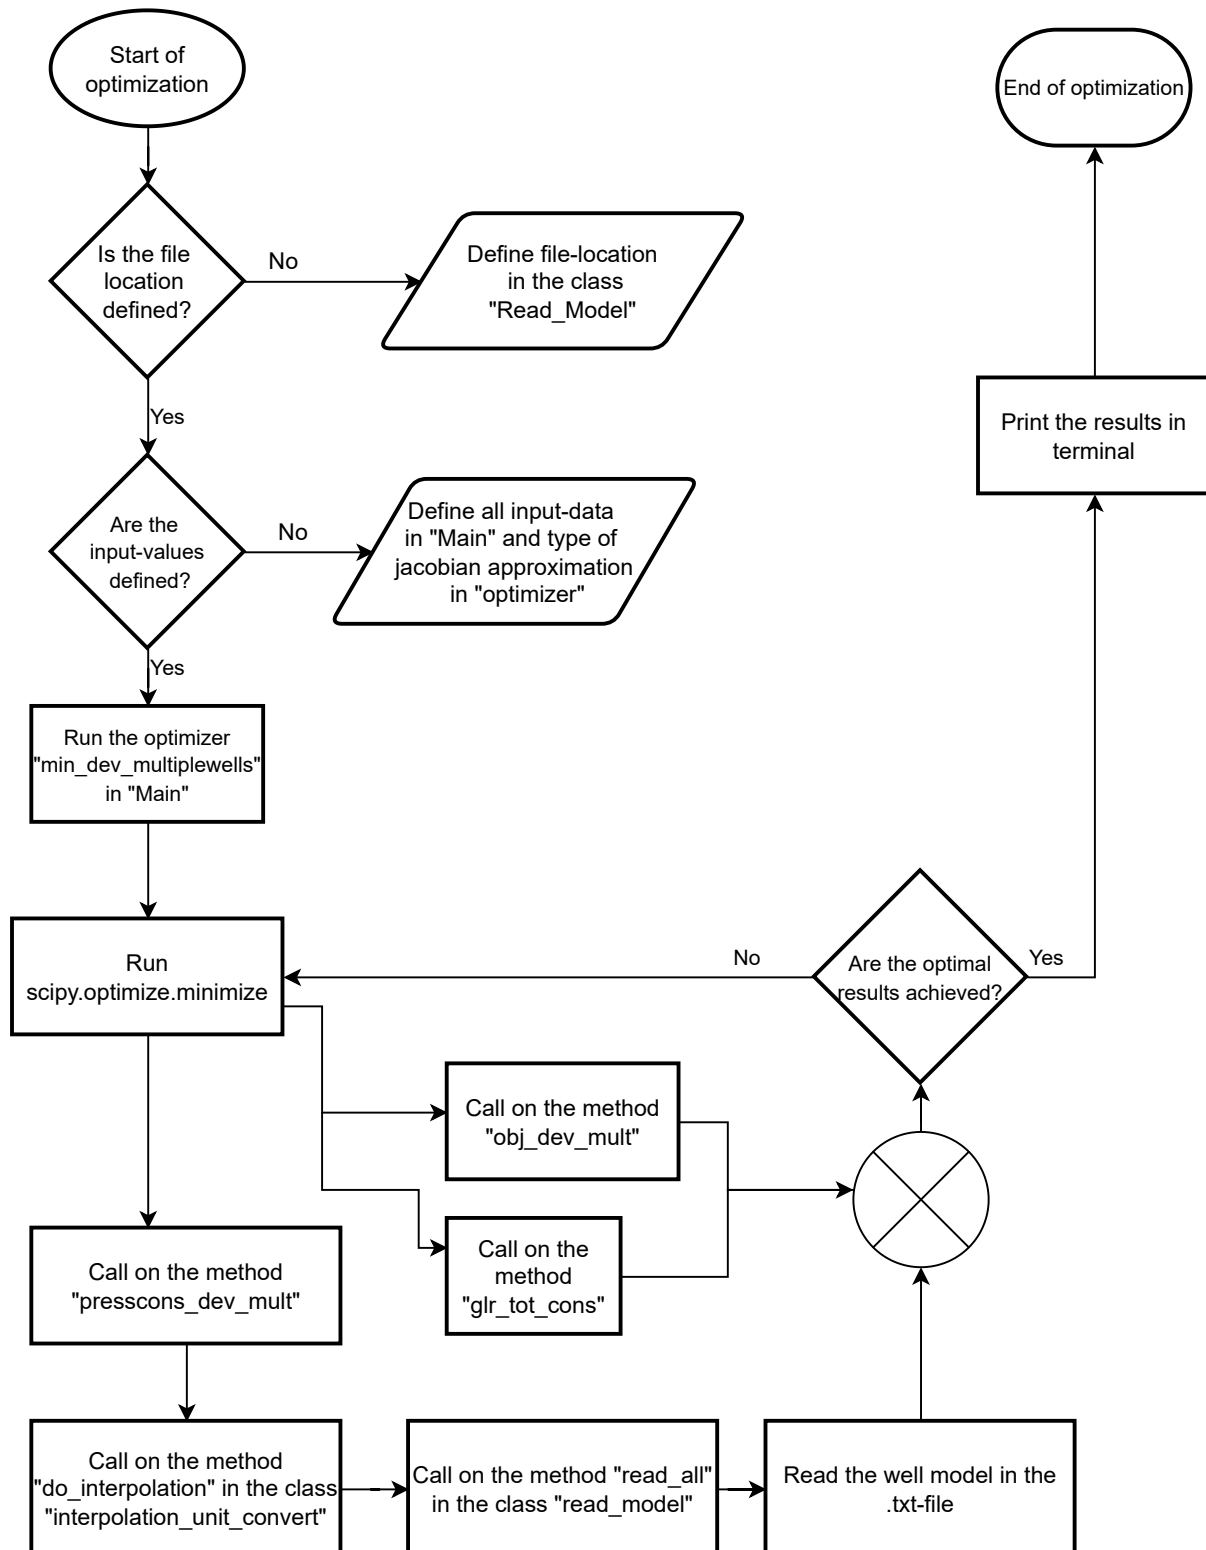 Start of
optimization
End of optimization
Is the file
location
defined?
No
Define file-location
in the class
"Read_Model"
Yes
Print the results in
terminal
Are the
input-values
defined?
No
Define all input-data
in "Main" and type of
jacobian approximation
in "optimizer"
Yes
Run the optimizer
"min_dev_multiplewells"
in "Main"
Run
scipy.optimize.minimize
No
Are the optimal
results achieved?
Yes
Call on the method
"obj_dev_mult"
Call on the
method
"glr_tot_cons"
Call on the method
"presscons_dev_mult"
Call on the method
"do_interpolation" in the class
"interpolation_unit_convert"
Call on the method "read_all"
in the class "read_model"
Read the well model in the
.txt-file